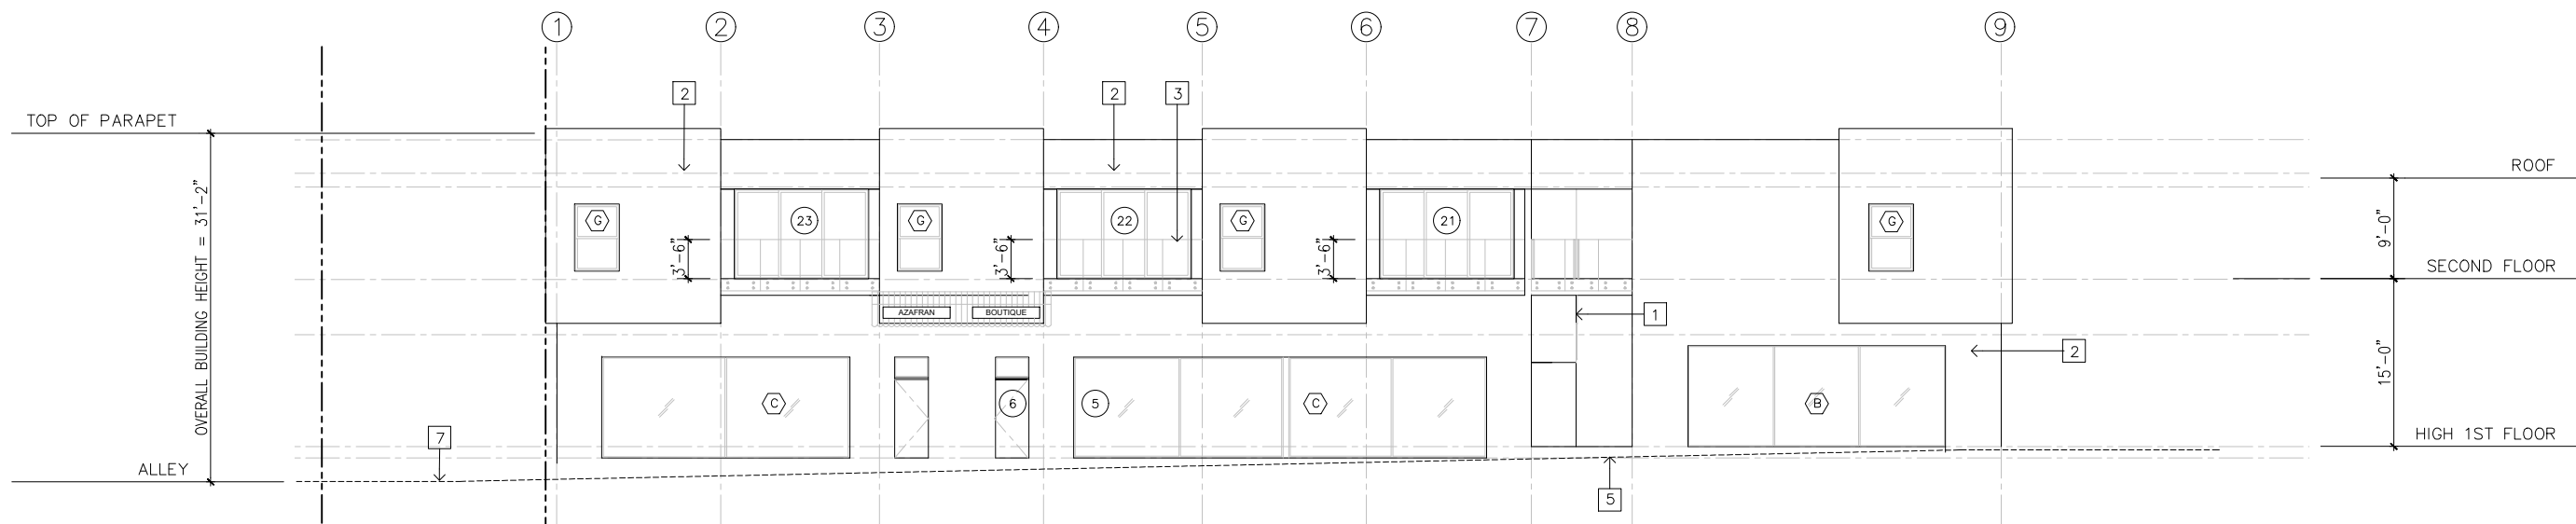 1 2 3 4 5 6 7 8 9
2 2 3
TOP OF PARAPET
ROOF
OVERALL BUILDING HEIGHT = 31'-2"
G 23 G 22 G 21 G
3'-6" 3'-6" 3'-6"
9'-0"
SECOND FLOOR
AZAFRAN BOUTIQUE
1
2
15'-0"
C 6 5 C B
7
HIGH 1ST FLOOR
ALLEY
5